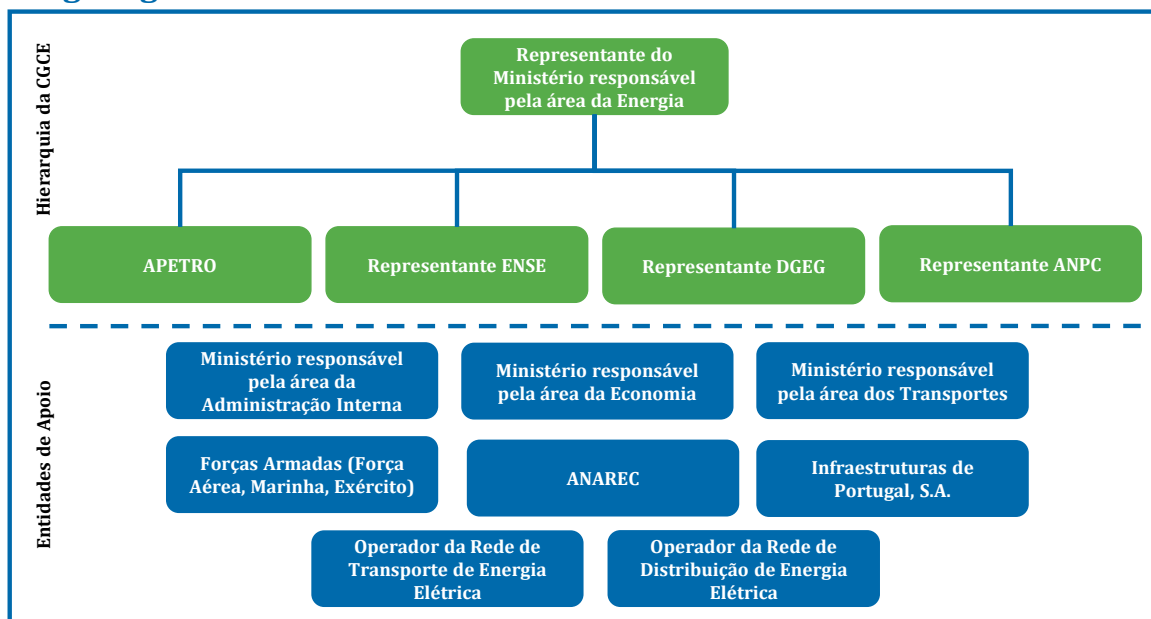 Hierarquia da CGCE
Representante do
Ministério responsável
pela área da Energia
APETRO
Representante ENSE
Representante DGEG
Representante ANPC
Entidades de Apoio
Ministério responsável
pela área da
Administração Interna
Ministério responsável
pela área da Economia
Ministério responsável
pela área dos Transportes
Forças Armadas (Força
Aérea, Marinha, Exército)
ANAREC
Infraestruturas de
Portugal, S.A.
Operador da Rede de
Transporte de Energia
Elétrica
Operador da Rede de
Distribuição de Energia
Elétrica